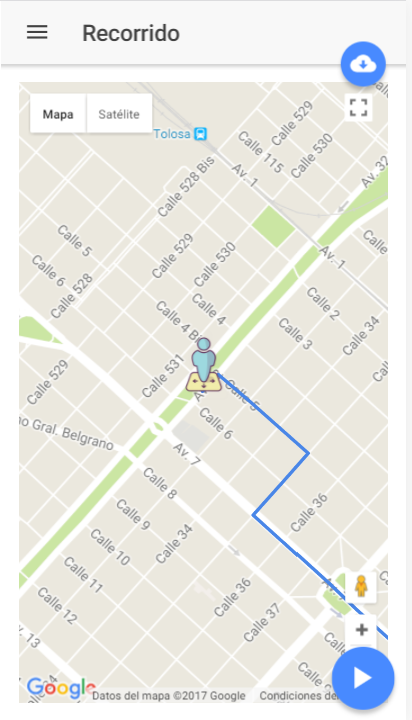 Recorrido
Mapa
Satélite
Tolosa
Calle 529
Calle 115
Calle 530
Av. 1
Av. 32
Calle 528 Bis
Calle 5
Calle 529
Calle 530
Av. 1
Calle
Calle 6
Calle 528
Calle 4
Calle 2
Calle 4 B
Calle 3
Calle 34
Calle 531
Calle 529
Calle 5
Calle 6
no Gral. Belgrano
Av. 7
Calle 8
Calle 36
Calle 9
Calle 34
Calle 10
Calle 11
Calle 36
Calle 12
Calle 37
Calle
. 13
Google
Datos del mapa ©2017 Google
Condiciones de